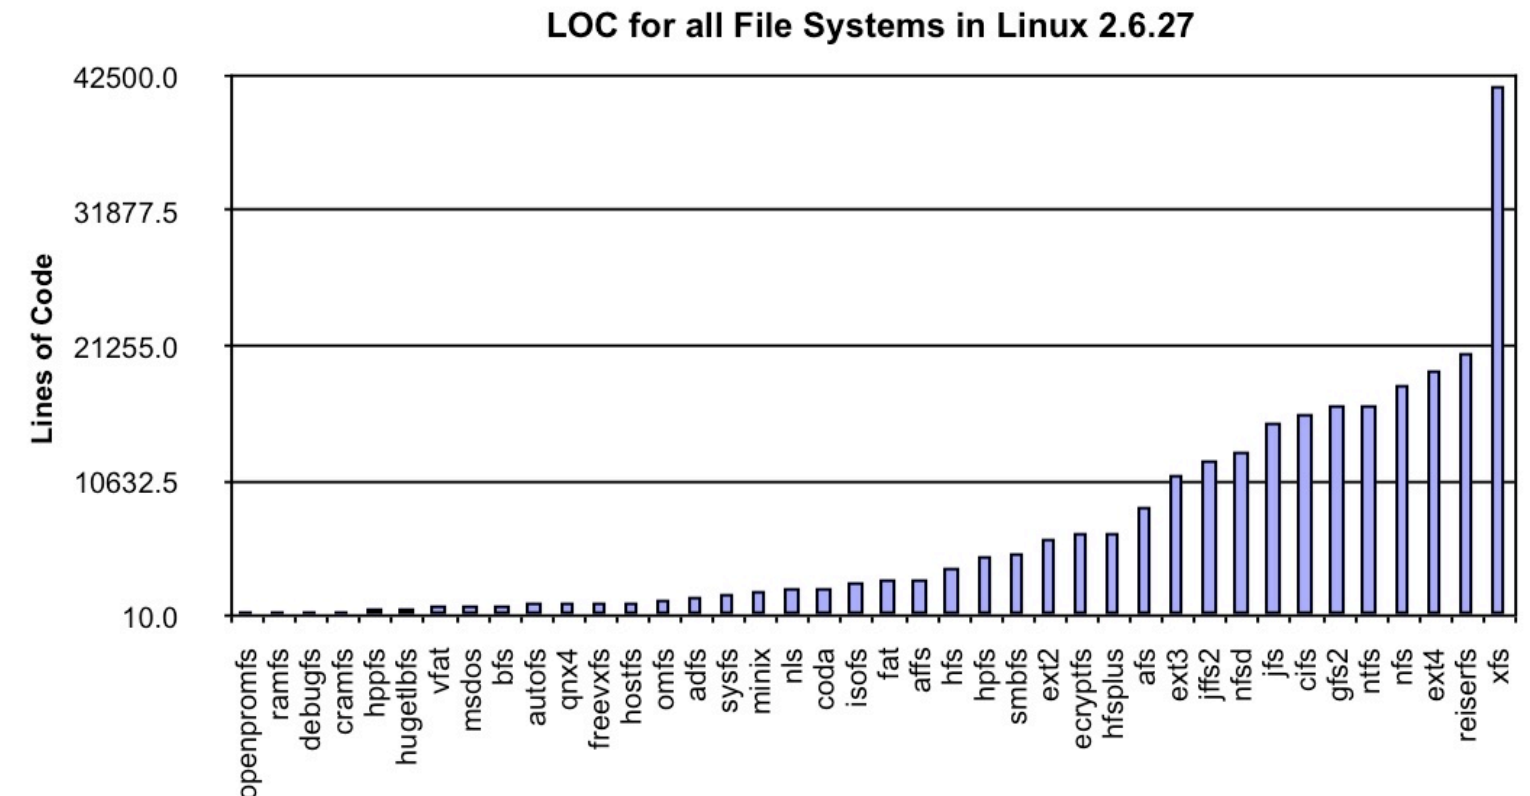 LOC for all File Systems in Linux 2.6.27
42500.0
31877.5
21255.0
10632.5
10.0
Lines of Code
openpromfs
ramfs
debugfs
cramfs
hppfs
hugetlbfs
vfat
msdos
bfs
autofs
qnx4
freevxfs
hostfs
omfs
adfs
sysfs
minix
nls
coda
isofs
fat
affs
hfs
hpfs
smbfs
ext2
ecryptfs
hfsplus
afs
ext3
jffs2
nfsd
jfs
cifs
gfs2
ntfs
nfs
ext4
reiserfs
xfs